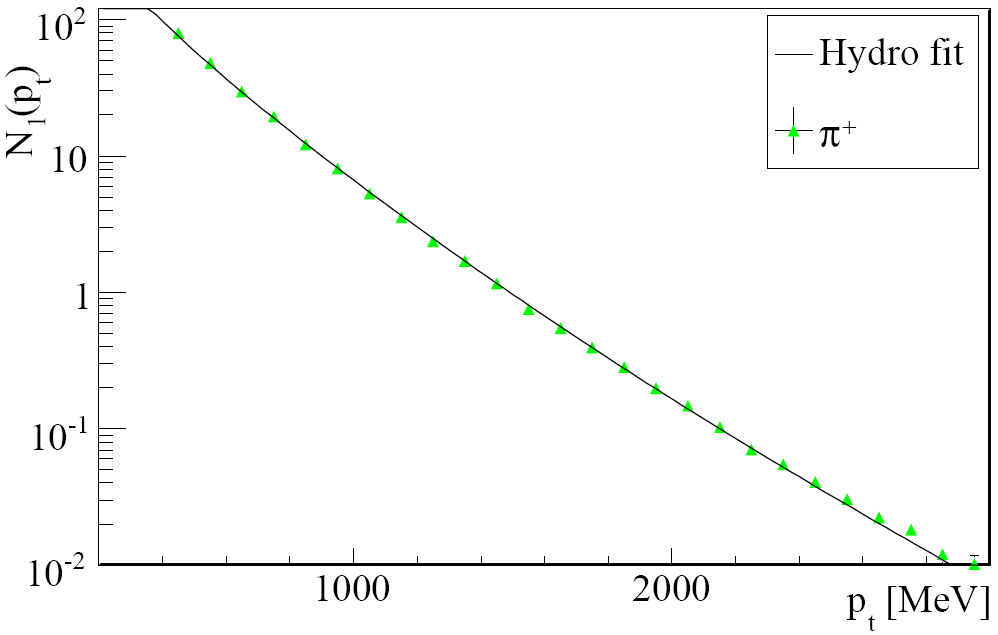 N₁(pₜ)
10²
10
1
10⁻¹
10⁻²
1000
2000
pₜ [MeV]
Hydro fit
π⁺